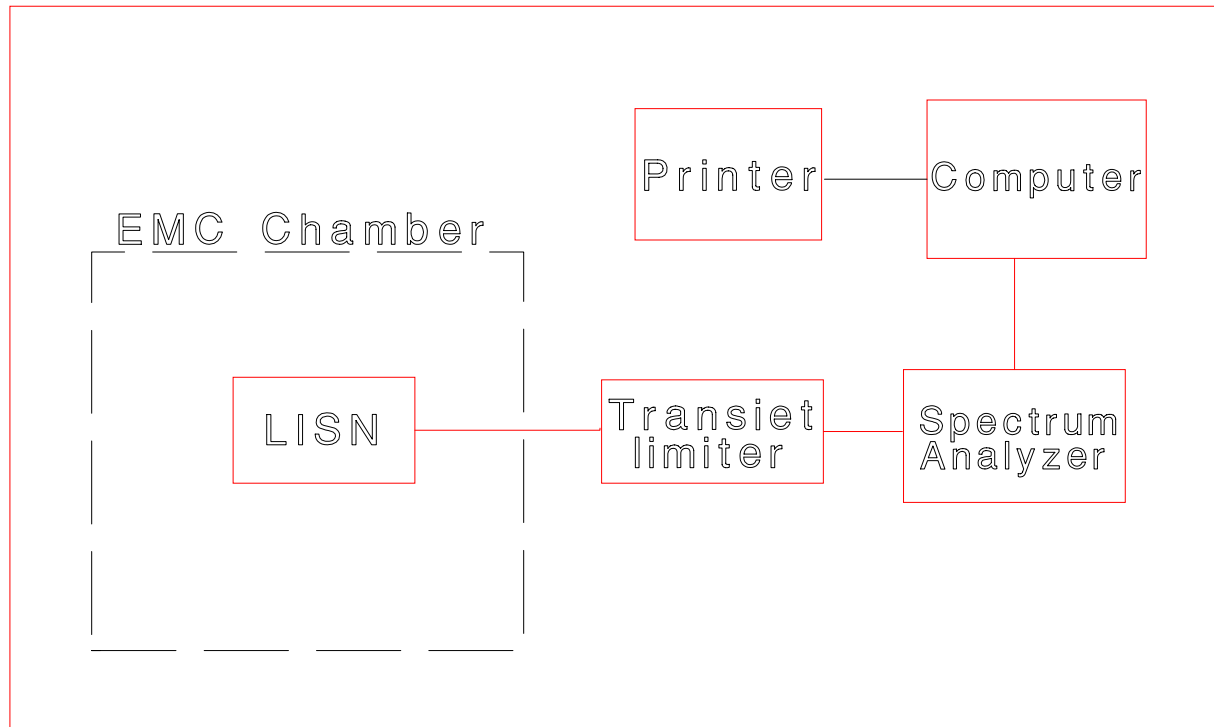 Printer
Computer
EMC Chamber
LISN
Transiet
limiter
Spectrum
Analyzer